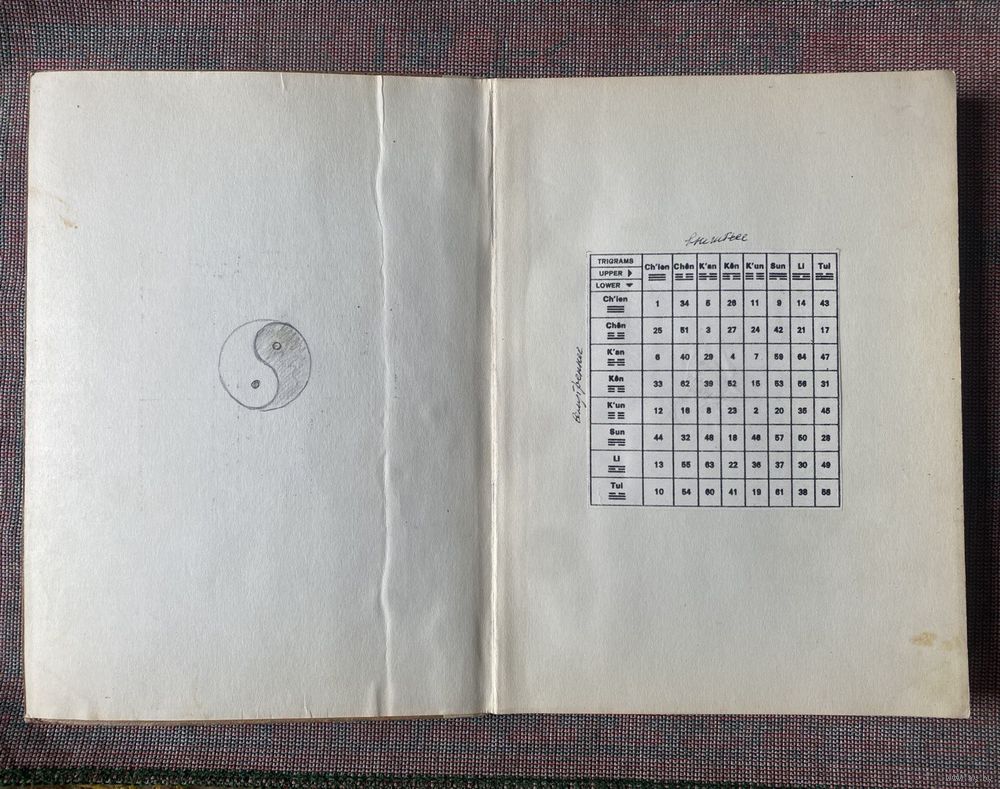 TRIGRAMS
UPPER ▶
LOWER ▼
Ch'ien Chên K'an Kên K'un Sun Li Tui
Ch'ien 1 34 5 26 11 9 14 43
Chên 25 51 3 27 24 42 21 17
K'an 6 40 29 4 7 59 64 47
Kên 33 62 39 52 15 53 56 31
K'un 12 16 8 23 2 20 35 45
Sun 44 32 48 18 46 57 50 28
Li 13 55 63 22 36 37 30 49
Tui 10 54 60 41 19 61 38 58